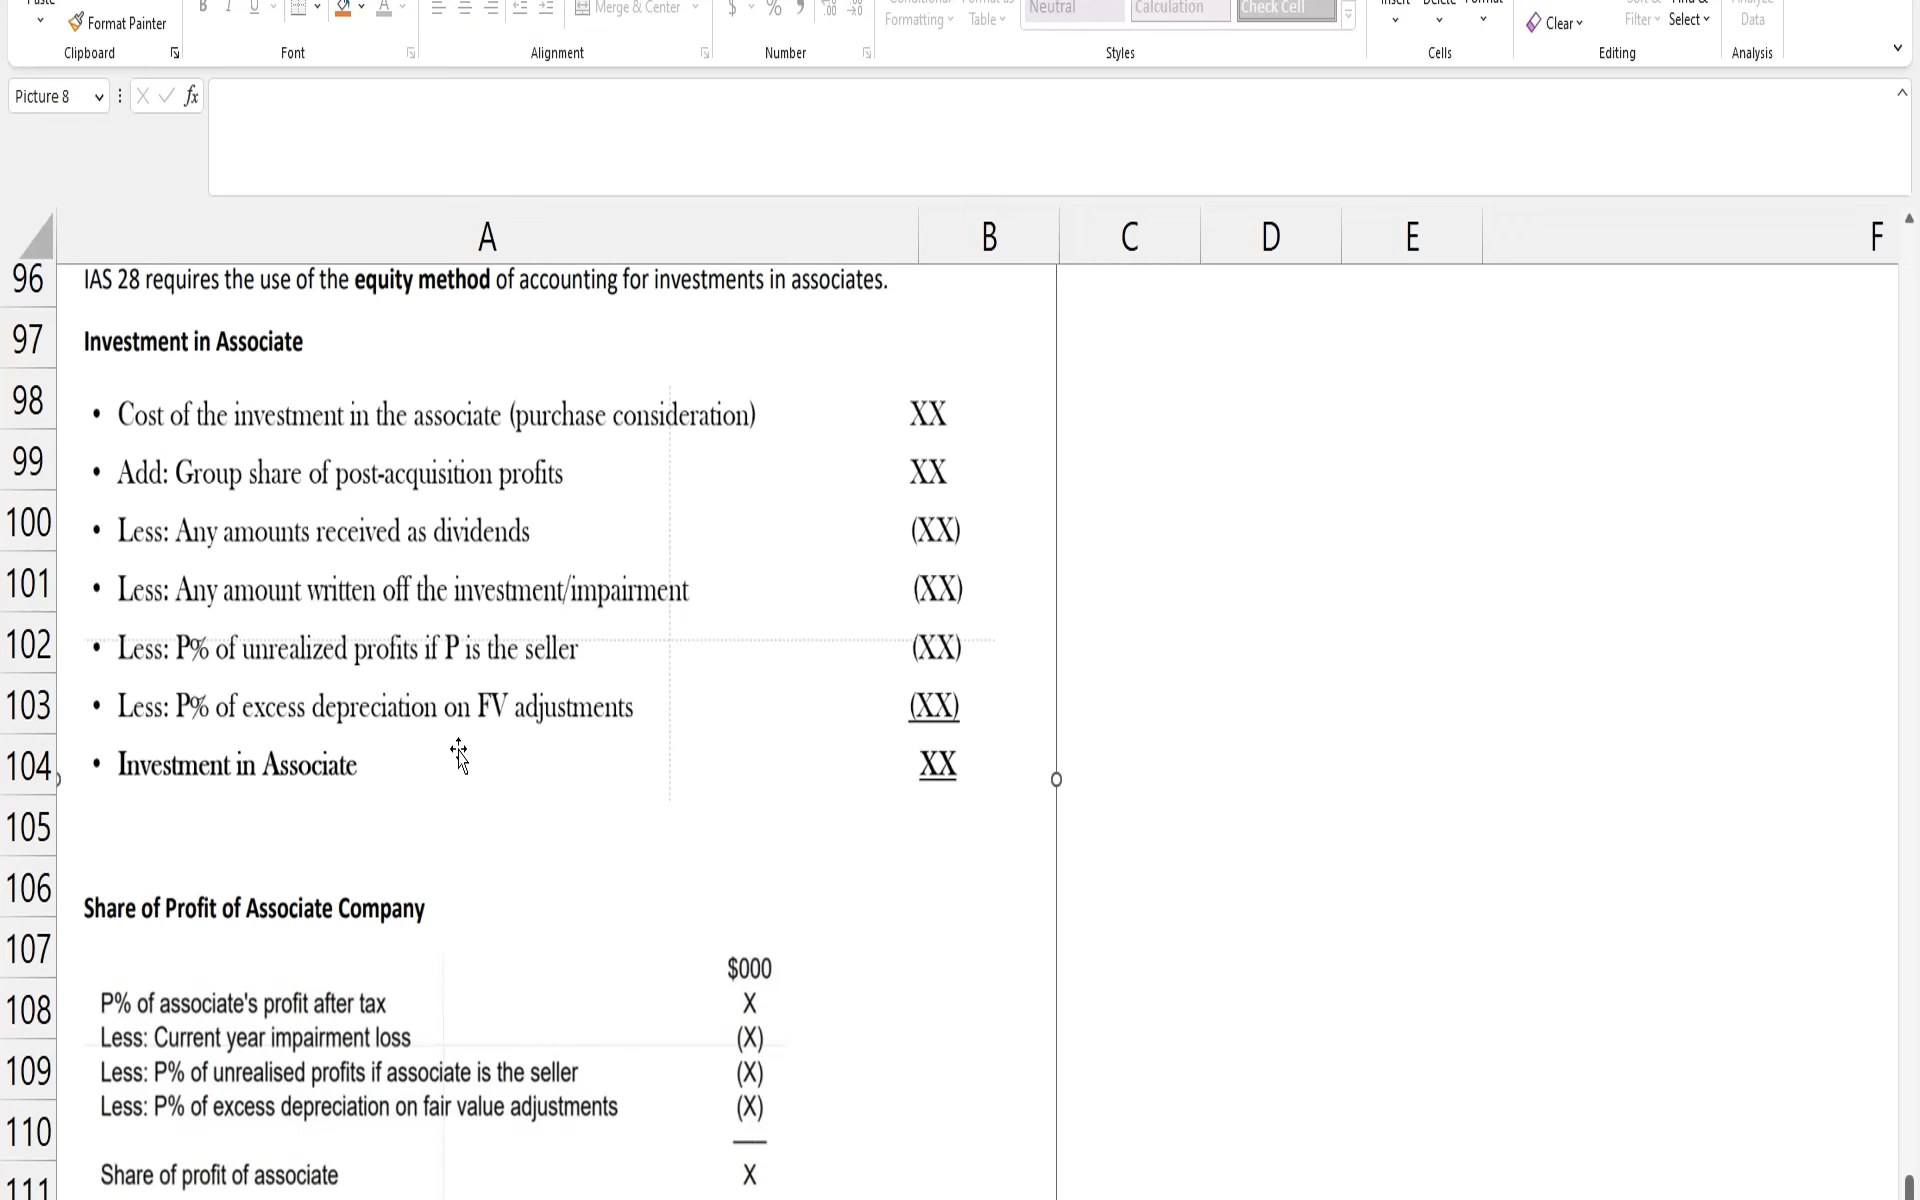 Format Painter
Merge & Center
$ % 9
Formatting
Table
Neutral
Calculation
Check Cell
Clear
Filter
Select
Data
Clipboard
Font
Alignment
Number
Styles
Cells
Editing
Analysis
Picture 8
fx
A B C D E F
96 IAS 28 requires the use of the equity method of accounting for investments in associates.
97 Investment in Associate
98 • Cost of the investment in the associate (purchase consideration) XX
99 • Add: Group share of post-acquisition profits XX
100 • Less: Any amounts received as dividends (XX)
101 • Less: Any amount written off the investment/impairment (XX)
102 • Less: P% of unrealized profits if P is the seller (XX)
103 • Less: P% of excess depreciation on FV adjustments (XX)
104 • Investment in Associate XX
105
106 Share of Profit of Associate Company
107 $000
108 P% of associate's profit after tax X
Less: Current year impairment loss (X)
109 Less: P% of unrealised profits if associate is the seller (X)
Less: P% of excess depreciation on fair value adjustments (X)
110
111 Share of profit of associate X